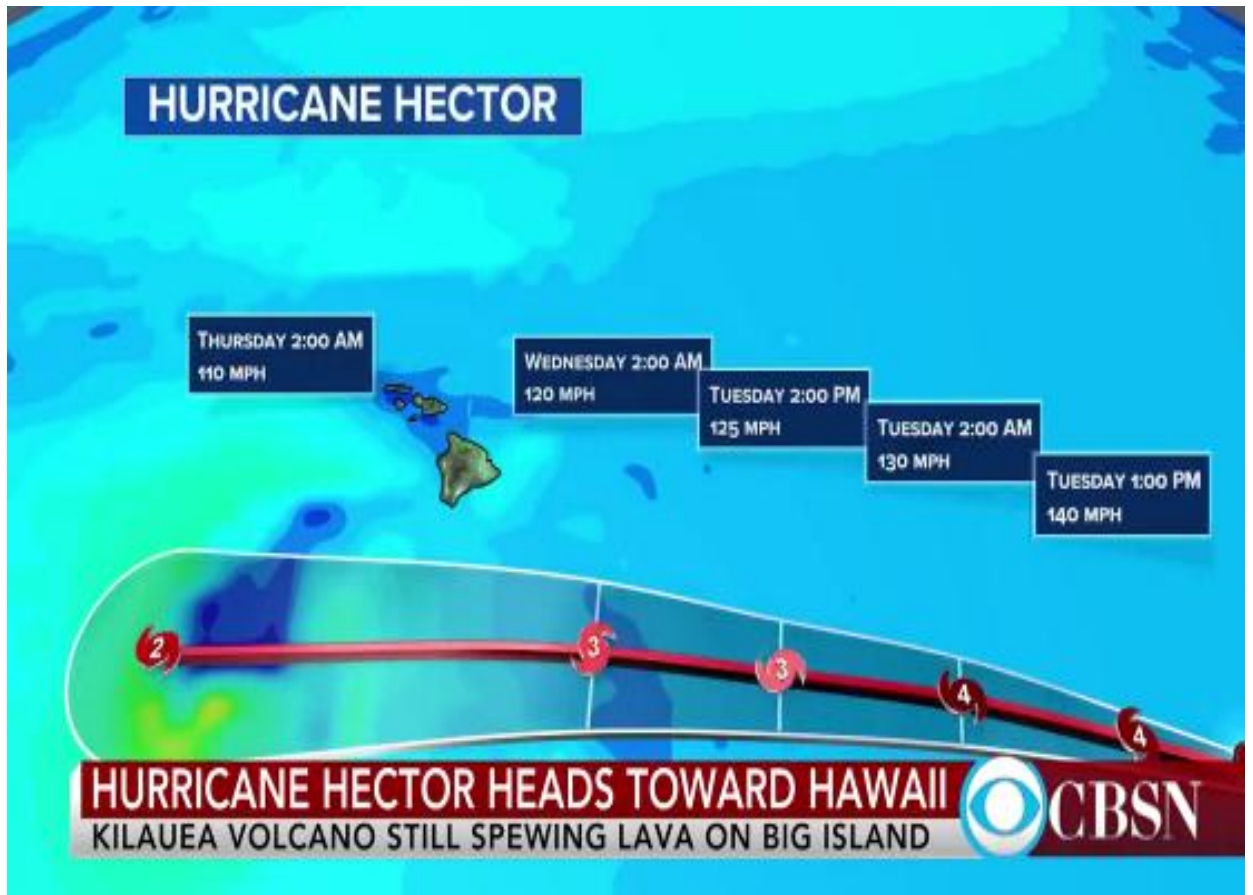 HURRICANE HECTOR
THURSDAY 2:00 AM
110 MPH
WEDNESDAY 2:00 AM
120 MPH
TUESDAY 2:00 PM
125 MPH
TUESDAY 2:00 AM
130 MPH
TUESDAY 1:00 PM
140 MPH
2
3
3
4
4
HURRICANE HECTOR HEADS TOWARD HAWAII
KILAUEA VOLCANO STILL SPEWING LAVA ON BIG ISLAND
CBSN